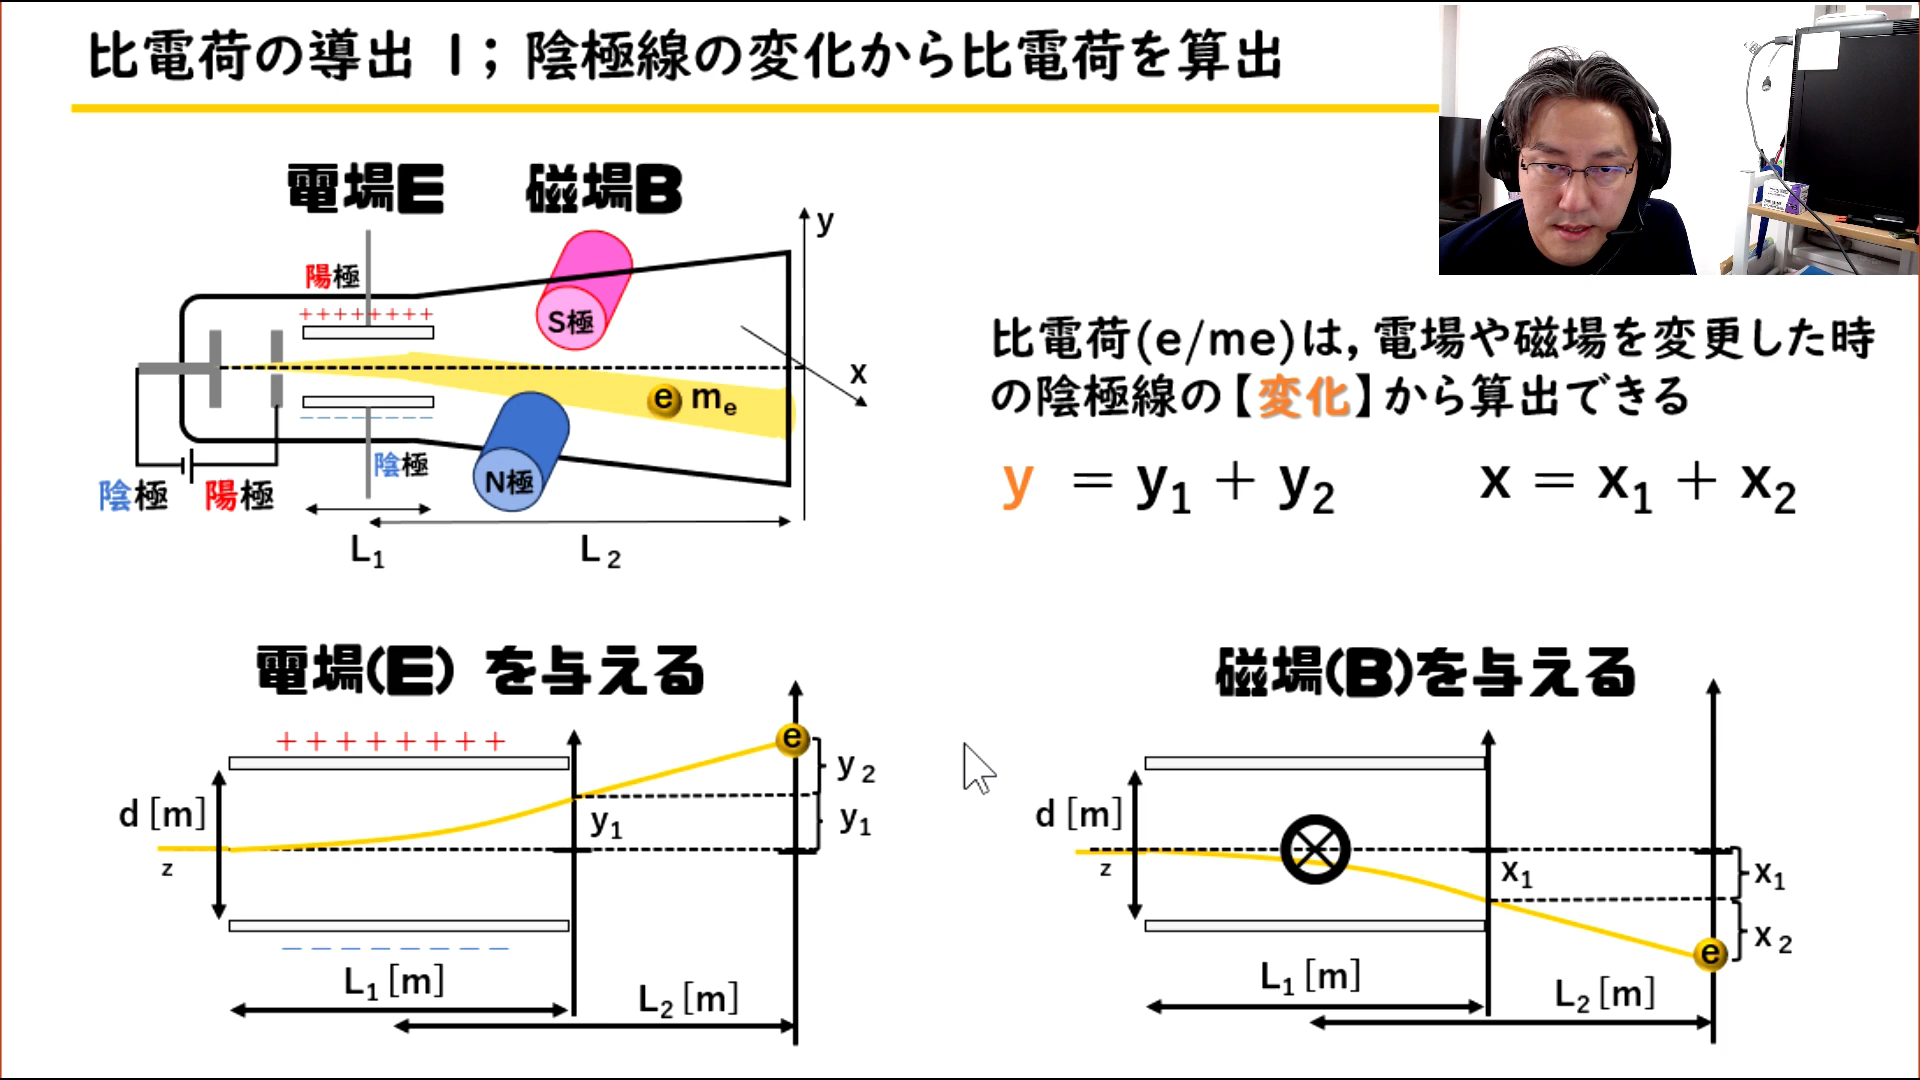 比電荷の導出 1；陰極線の変化から比電荷を算出
電場E 磁場B
y
陽極
++++++++
S極
x
e me
陰極
N極
陰極 陽極
L1
L2
比電荷(e/me)は，電場や磁場を変更した時
の陰極線の【変化】から算出できる
y = y1 + y2
x = x1 + x2
電場(E) を与える
++++++++
e
y2
d[m]
y1
y1
z
L1[m]
L2[m]
磁場(B)を与える
d[m]
z
x1
x1
x2
e
L1[m]
L2[m]